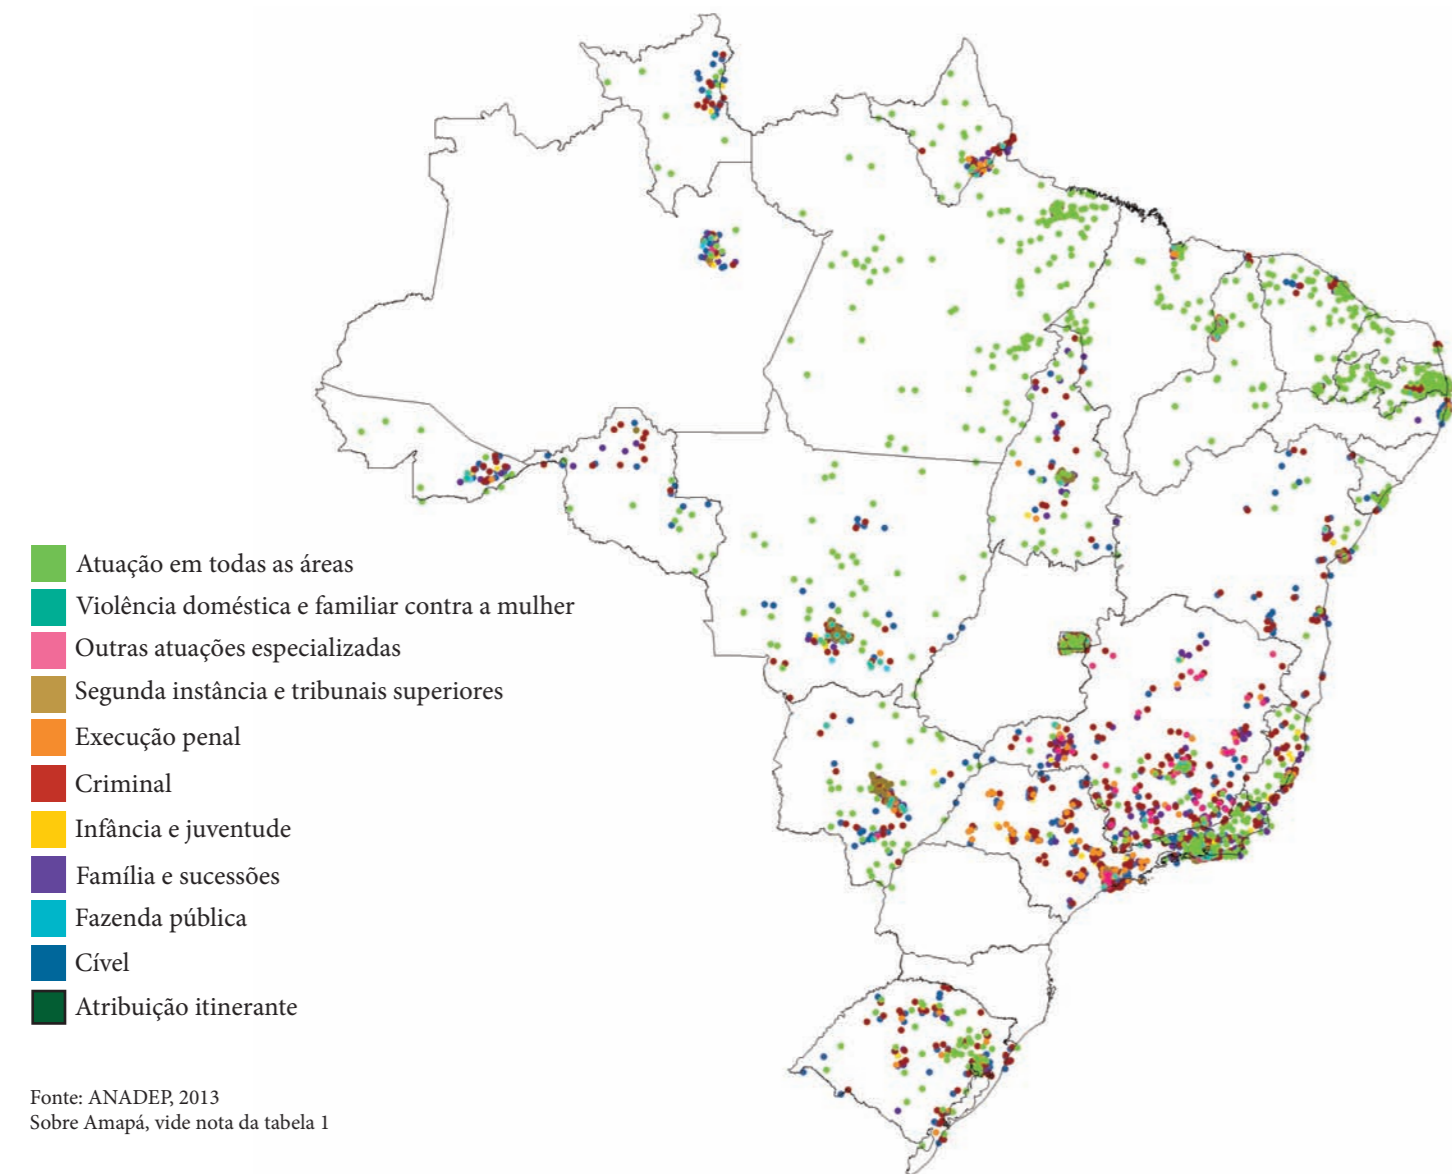 Atuação em todas as áreas
Violência doméstica e familiar contra a mulher
Outras atuações especializadas
Segunda instância e tribunais superiores
Execução penal
Criminal
Infância e juventude
Família e sucessões
Fazenda pública
Cível
Atribuição itinerante
Fonte: ANADEP, 2013
Sobre Amapá, vide nota da tabela 1